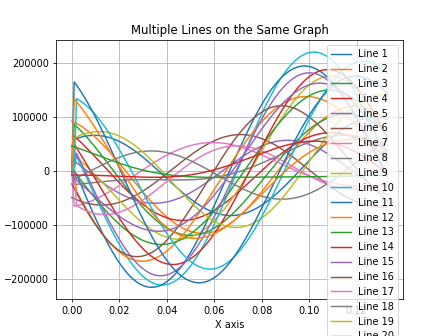 Multiple Lines on the Same Graph
200000
100000
0
−100000
−200000
0.00 0.02 0.04 0.06 0.08 0.10
X axis
Line 1
Line 2
Line 3
Line 4
Line 5
Line 6
Line 7
Line 8
Line 9
Line 10
Line 11
Line 12
Line 13
Line 14
Line 15
Line 16
Line 17
Line 18
Line 19
Line 20